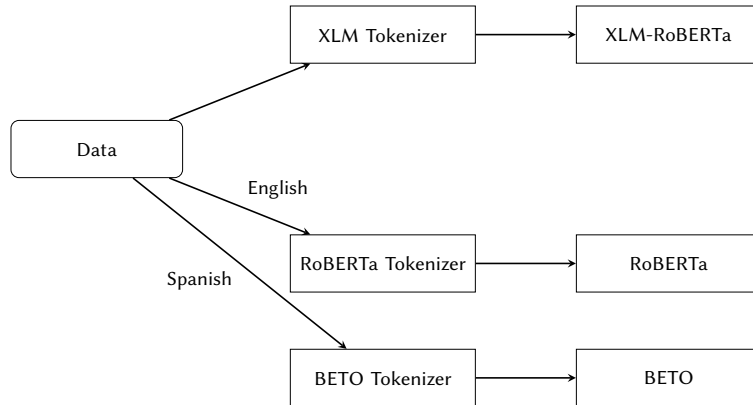 XLM Tokenizer
XLM-RoBERTa
Data
English
RoBERTa Tokenizer
RoBERTa
Spanish
BETO Tokenizer
BETO